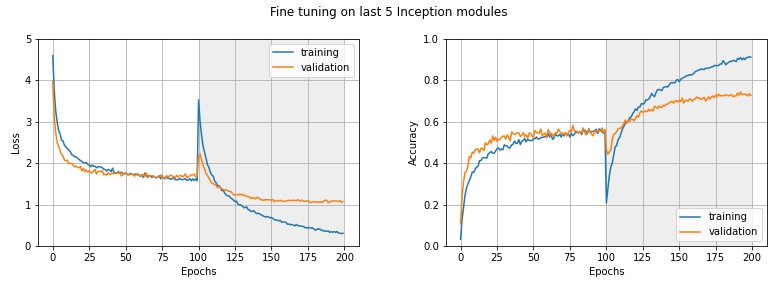 Fine tuning on last 5 Inception modules
Loss
5
4
3
2
1
0
0 25 50 75 100 125 150 175 200
Epochs
training
validation
Accuracy
1.0
0.8
0.6
0.4
0.2
0.0
0 25 50 75 100 125 150 175 200
Epochs
training
validation